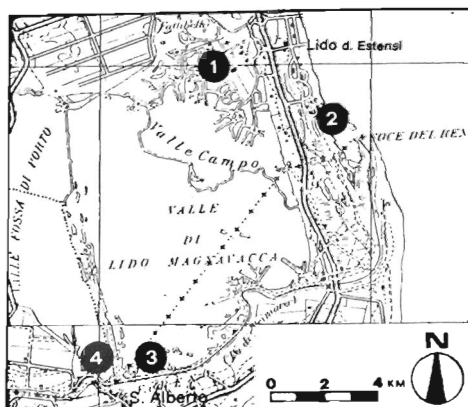 Lido d. Estensi
1
2
FOCE DEL REN
Valle Campo
VALLE FOSSA DI PORTO
VALLE
DI
LIDO MAGNAVACCA
4
3
S. Alberto
N
0 2 4 KM